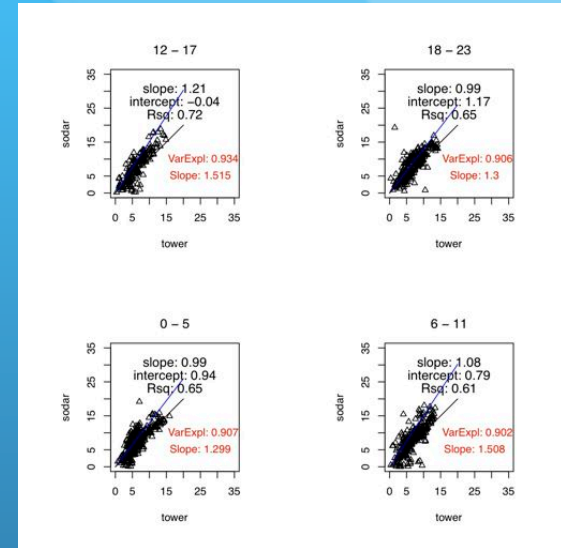 12 − 17
slope: 1.21
intercept: −0.04
Rsq: 0.72
VarExpl: 0.934
Slope: 1.515
sodar
0 5 15 25 35
0 5 15 25 35
tower
18 − 23
slope: 0.99
intercept: 1.17
Rsq: 0.65
VarExpl: 0.906
Slope: 1.3
sodar
0 5 15 25 35
0 5 15 25 35
tower
0 − 5
slope: 0.99
intercept: 0.94
Rsq: 0.65
VarExpl: 0.907
Slope: 1.299
sodar
0 5 15 25 35
0 5 15 25 35
tower
6 − 11
slope: 1.08
intercept: 0.79
Rsq: 0.61
VarExpl: 0.902
Slope: 1.508
sodar
0 5 15 25 35
0 5 15 25 35
tower